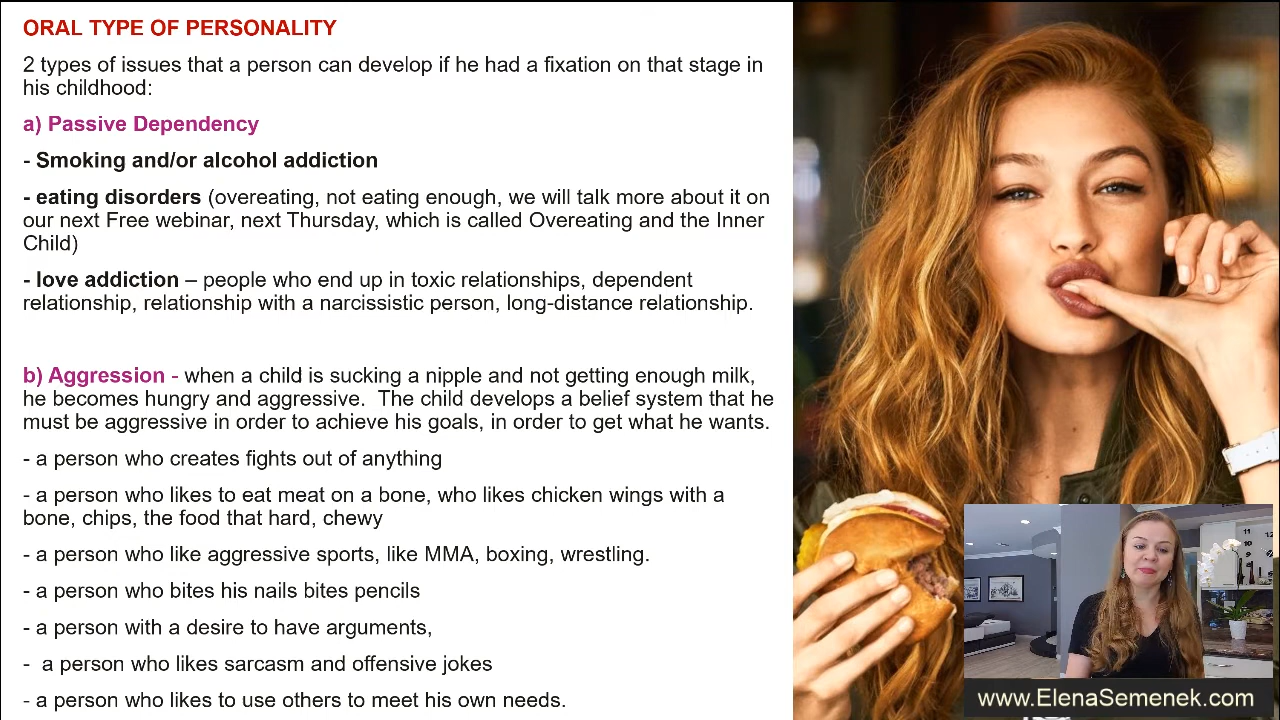 ORAL TYPE OF PERSONALITY
2 types of issues that a person can develop if he had a fixation on that stage in
his childhood:
a) Passive Dependency
- Smoking and/or alcohol addiction
- eating disorders (overeating, not eating enough, we will talk more about it on
our next Free webinar, next Thursday, which is called Overeating and the Inner
Child)
- love addiction – people who end up in toxic relationships, dependent
relationship, relationship with a narcissistic person, long-distance relationship.
b) Aggression - when a child is sucking a nipple and not getting enough milk,
he becomes hungry and aggressive.  The child develops a belief system that he
must be aggressive in order to achieve his goals, in order to get what he wants.
- a person who creates fights out of anything
- a person who likes to eat meat on a bone, who likes chicken wings with a
bone, chips, the food that hard, chewy
- a person who like aggressive sports, like MMA, boxing, wrestling.
- a person who bites his nails bites pencils
- a person with a desire to have arguments,
-  a person who likes sarcasm and offensive jokes
- a person who likes to use others to meet his own needs.
www.ElenaSemenek.com